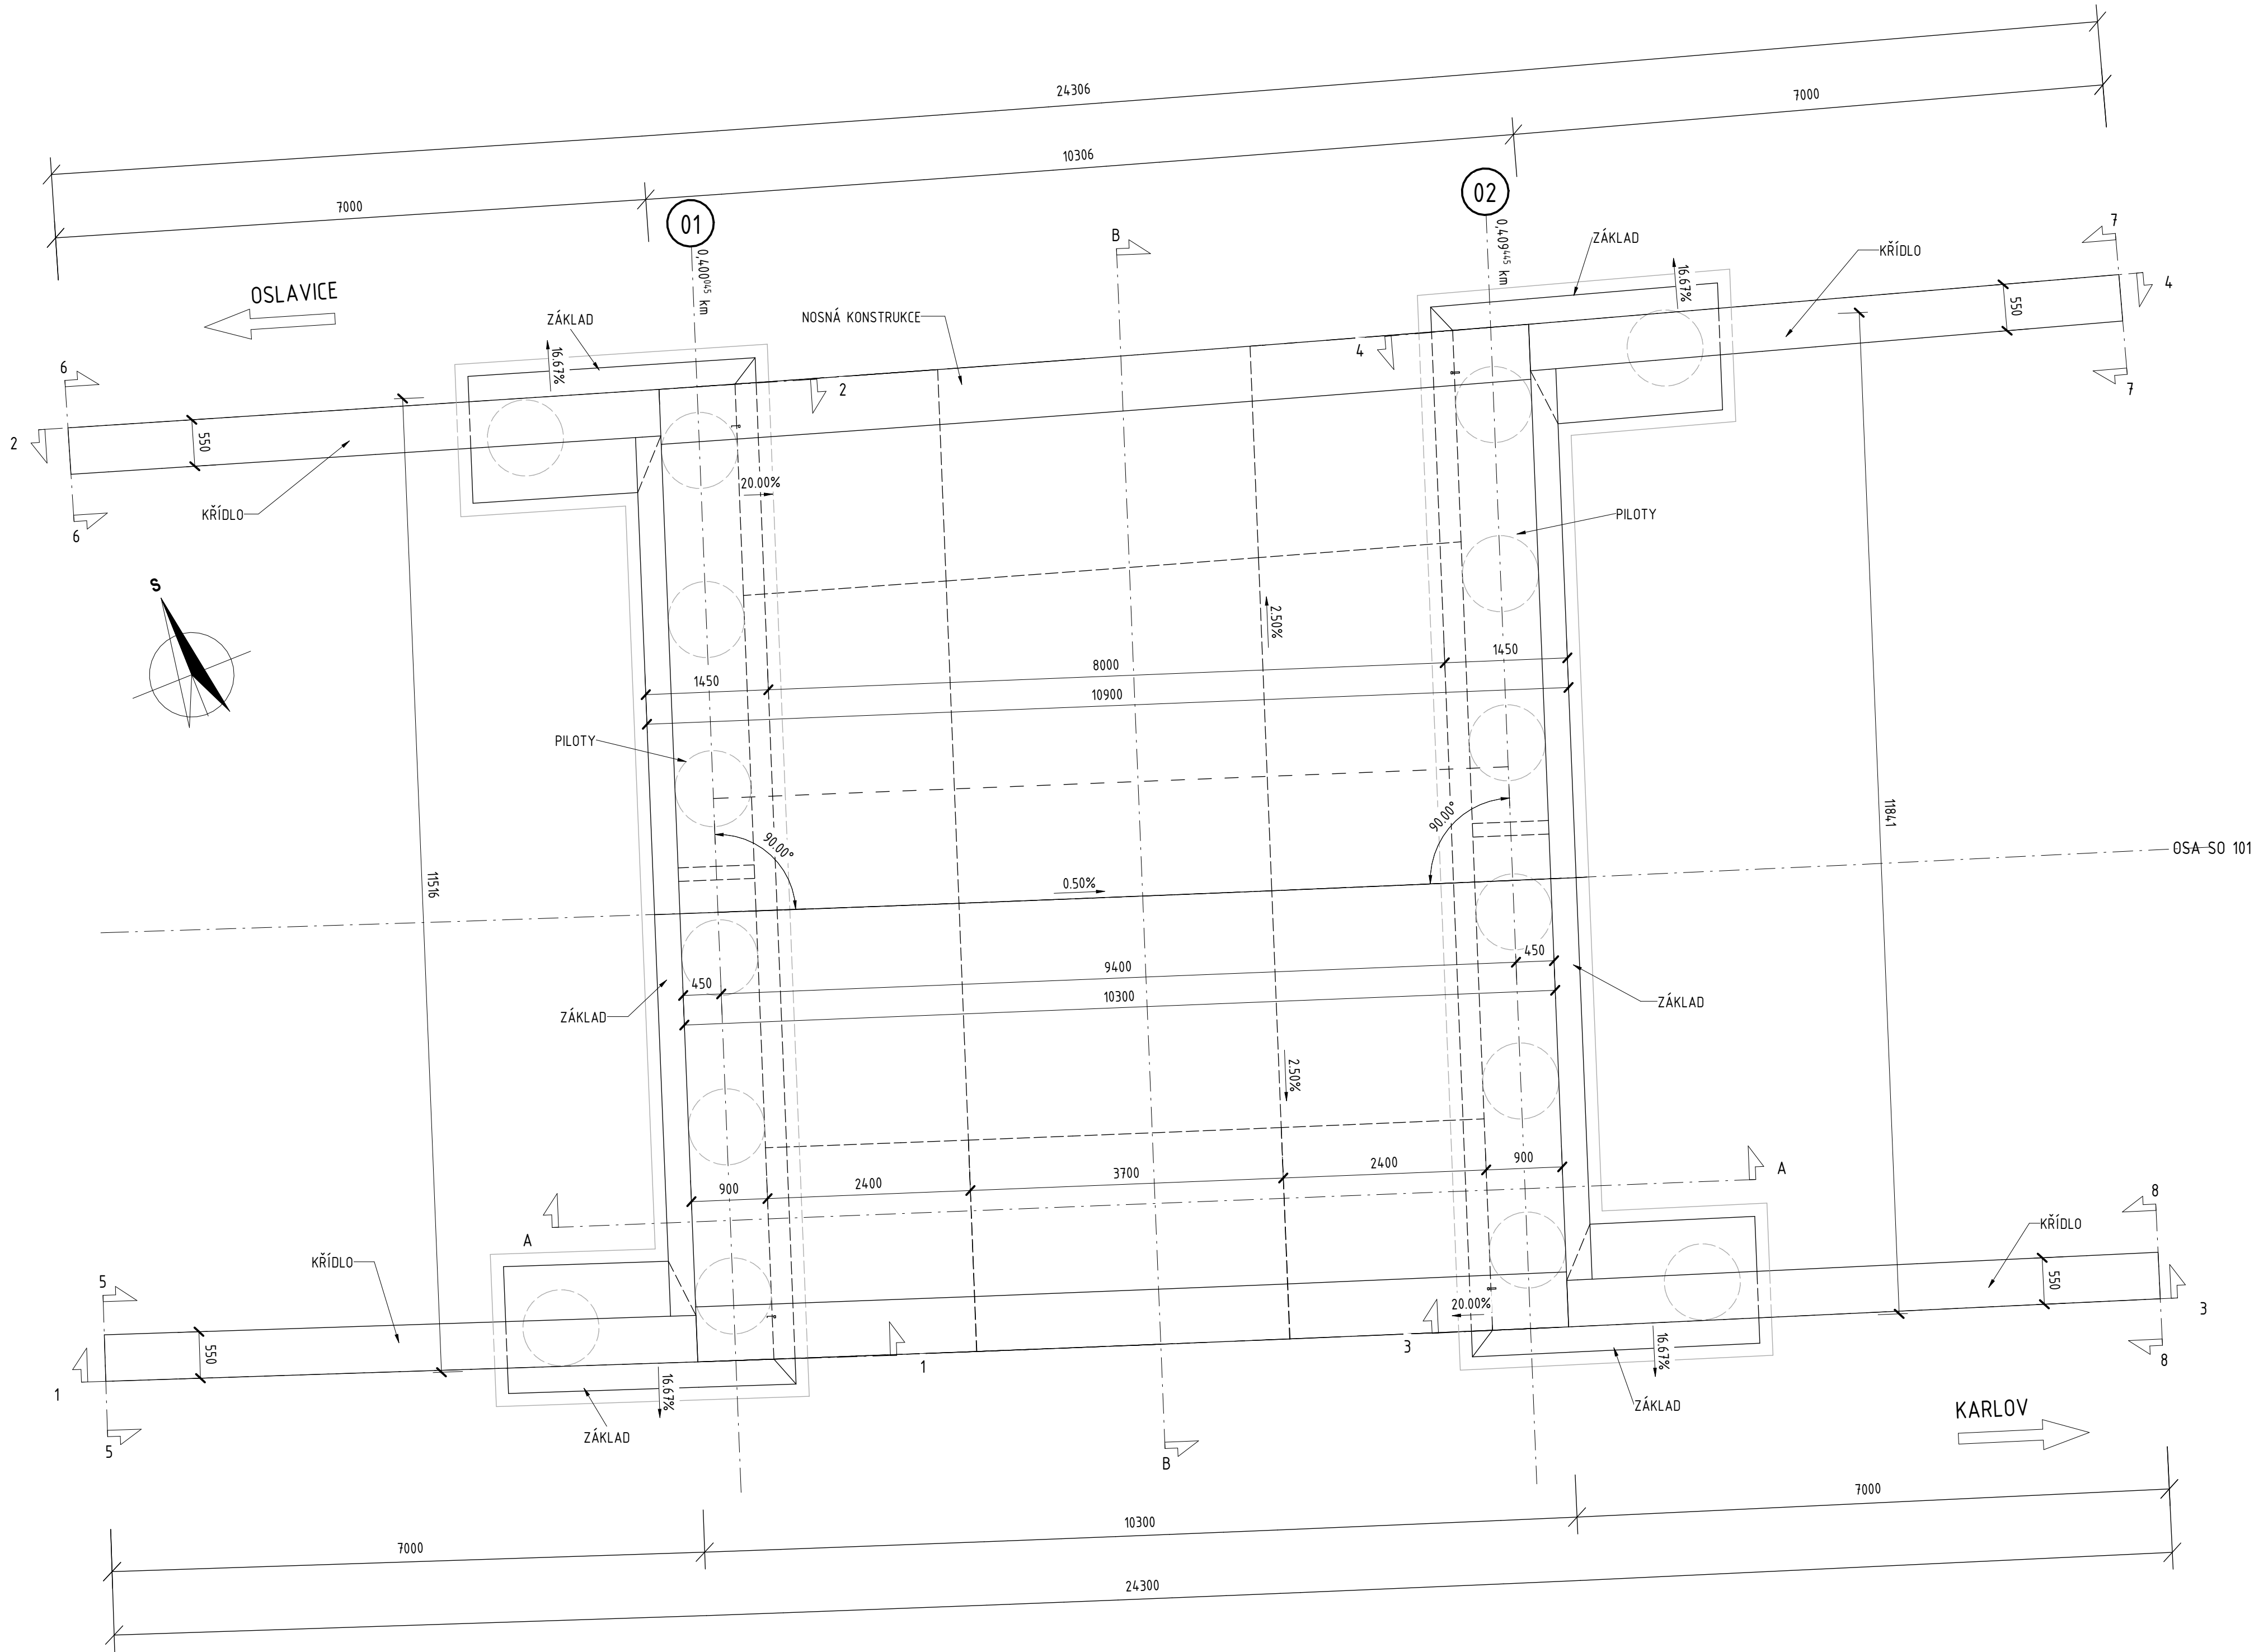 24306
7000
10306
7000
01
02
0,400045 km
0,409445 km
B
7
ZÁKLAD
KŘÍDLO
16.67%
4
550
OSLAVICE
ZÁKLAD
NOSNÁ KONSTRUKCE
16.67%
4
6
2
7
2
550
KŘÍDLO
20.00%
6
PILOTY
S
2.50%
8000
1450
1450
10900
PILOTY
90.00°
90.00°
11841
OSA SO 101
11516
0.50%
9400
450
450
10300
ZÁKLAD
ZÁKLAD
2.50%
900
2400
3700
2400
900
A
A
8
KŘÍDLO
KŘÍDLO
5
550
20.00%
3
550
3
1
1
16.67%
16.67%
8
ZÁKLAD
ZÁKLAD
KARLOV
5
B
7000
10300
7000
24300